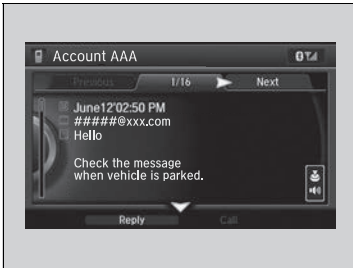 Account AAA
Previous 1/16 Next
June12'02:50 PM
#####@xxx.com
Hello
Check the message
when vehicle is parked.
Reply Call